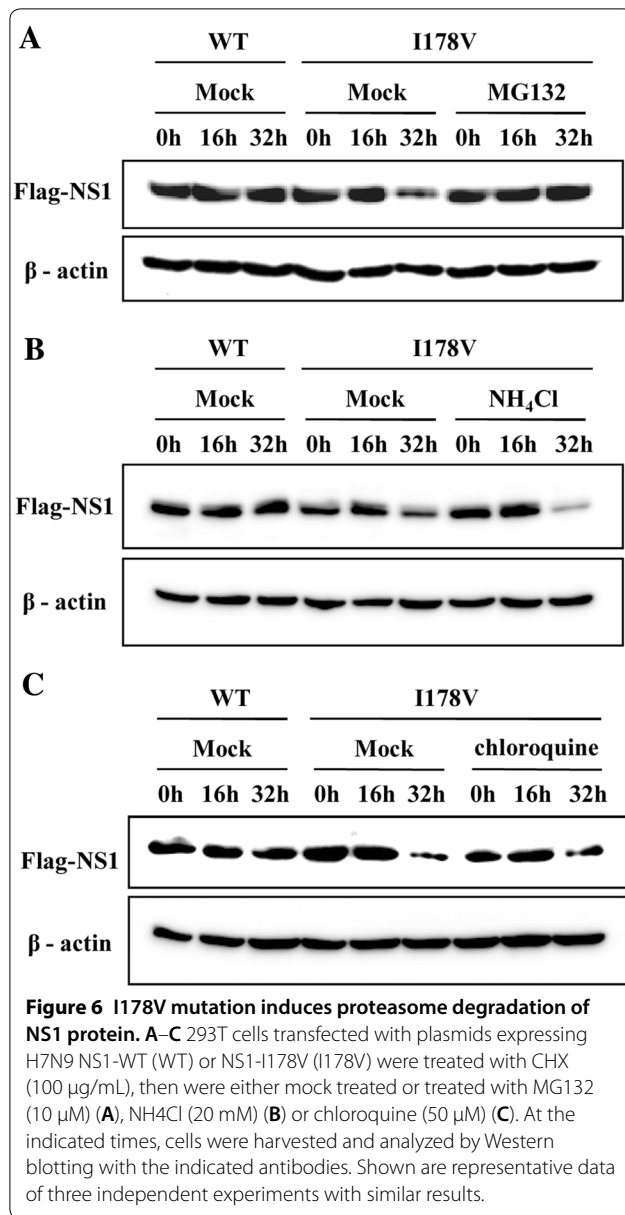 A
WT I178V
Mock Mock MG132
0h 16h 32h 0h 16h 32h 0h 16h 32h
Flag-NS1
β - actin
B
WT I178V
Mock Mock NH₄Cl
0h 16h 32h 0h 16h 32h 0h 16h 32h
Flag-NS1
β - actin
C
WT I178V
Mock Mock chloroquine
0h 16h 32h 0h 16h 32h 0h 16h 32h
Flag-NS1
β - actin
Figure 6 I178V mutation induces proteasome degradation of
NS1 protein. A–C 293T cells transfected with plasmids expressing
H7N9 NS1-WT (WT) or NS1-I178V (I178V) were treated with CHX
(100 μg/mL), then were either mock treated or treated with MG132
(10 μM) (A), NH4Cl (20 mM) (B) or chloroquine (50 μM) (C). At the
indicated times, cells were harvested and analyzed by Western
blotting with the indicated antibodies. Shown are representative data
of three independent experiments with similar results.